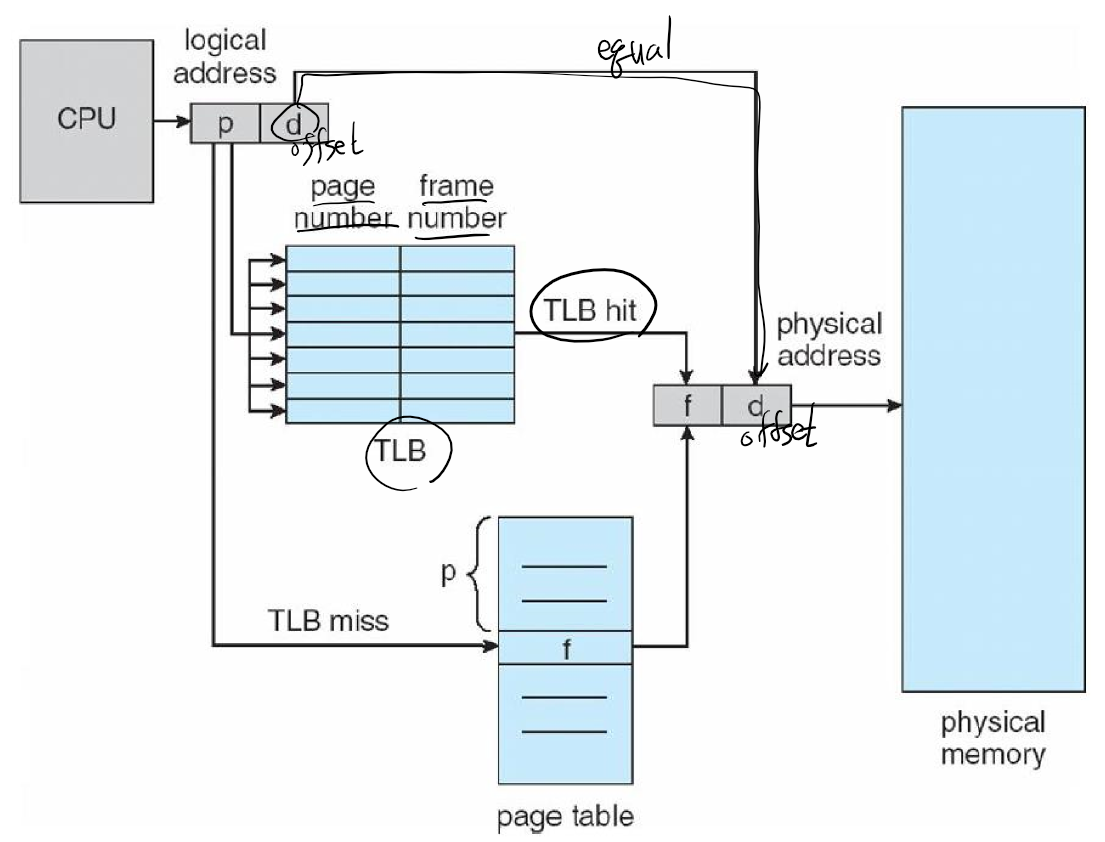 equal
logical
address
CPU
p
d
offset
page
number
frame
number
TLB hit
TLB
physical
address
f
d
offset
p
TLB miss
f
physical
memory
page table